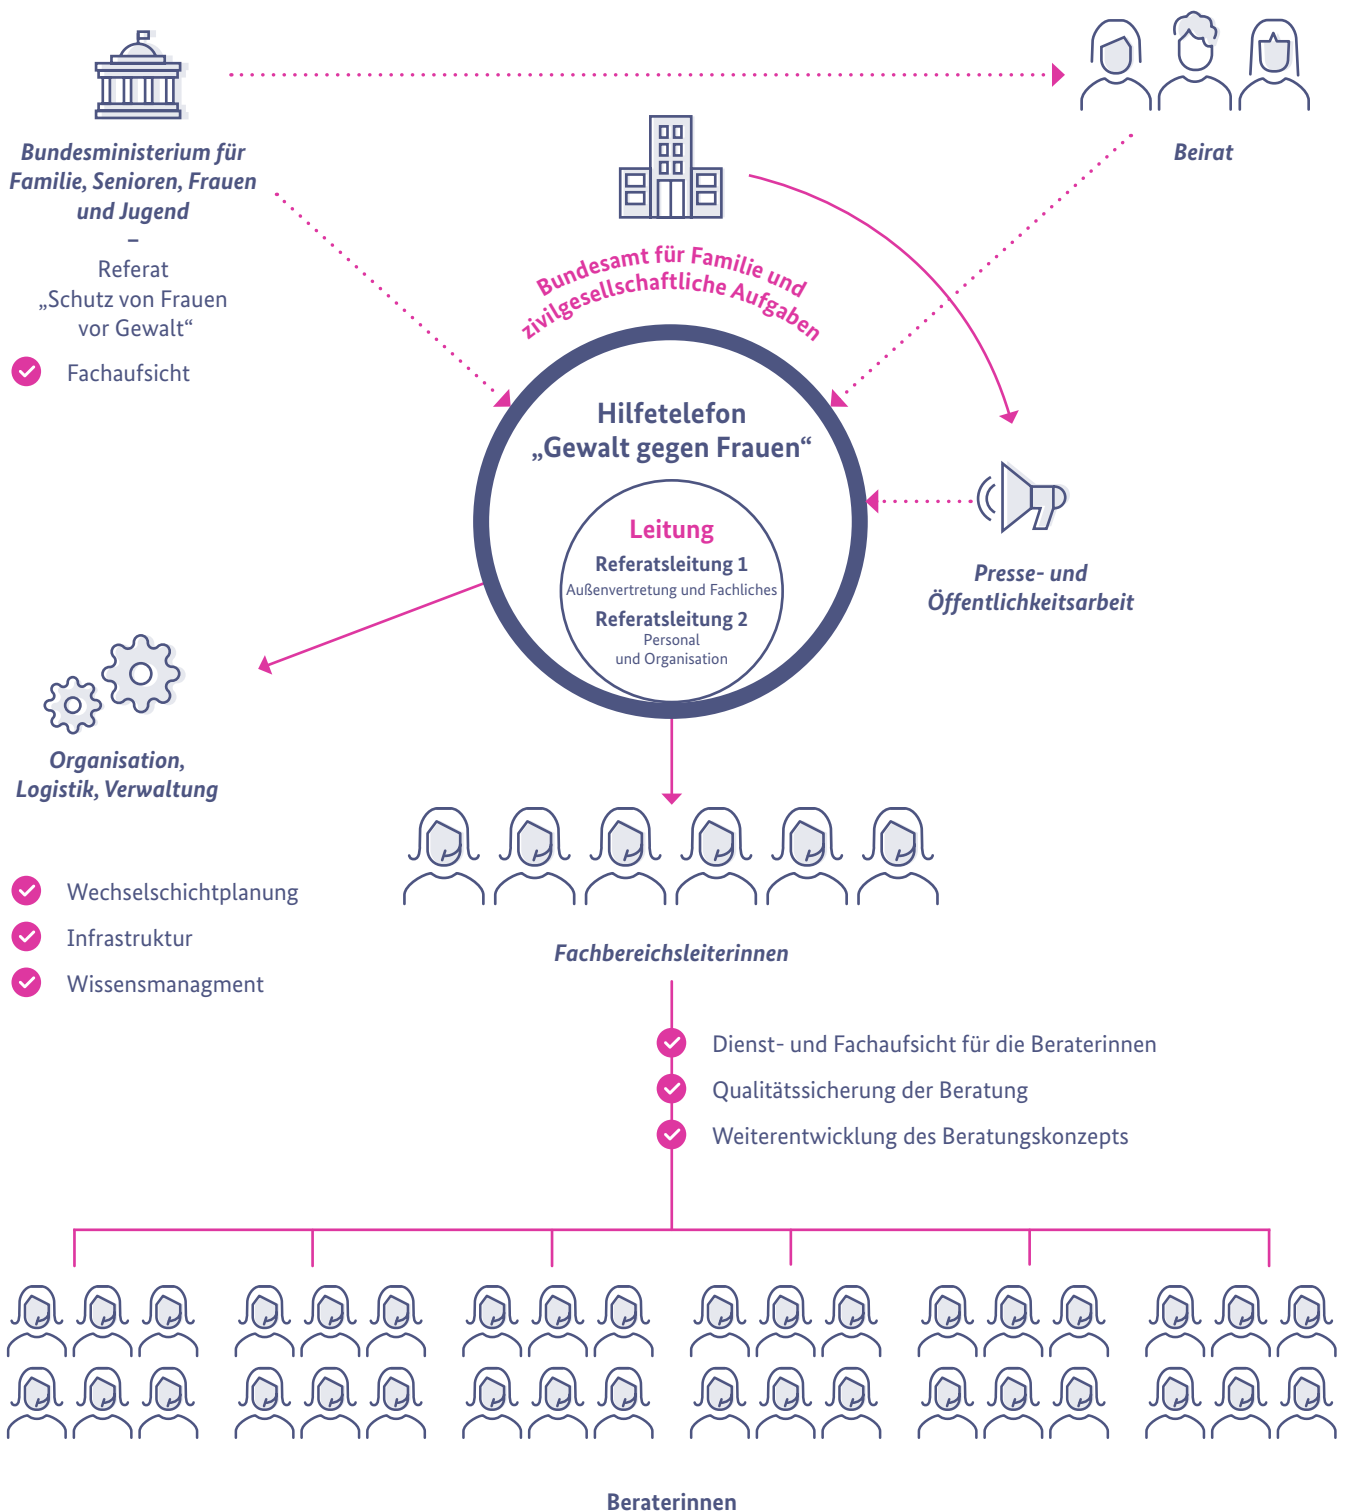 Bundesministerium für
Familie, Senioren, Frauen
und Jugend
–
Referat
„Schutz von Frauen
vor Gewalt“
Fachaufsicht
Beirat
Bundesamt für Familie und
zivilgesellschaftliche Aufgaben
Hilfetelefon
„Gewalt gegen Frauen“
Leitung
Referatsleitung 1
Außenvertretung und Fachliches
Referatsleitung 2
Personal
und Organisation
Presse- und
Öffentlichkeitsarbeit
Organisation,
Logistik, Verwaltung
Wechselschichtplanung
Infrastruktur
Wissensmanagment
Fachbereichsleiterinnen
Dienst- und Fachaufsicht für die Beraterinnen
Qualitätssicherung der Beratung
Weiterentwicklung des Beratungskonzepts
Beraterinnen